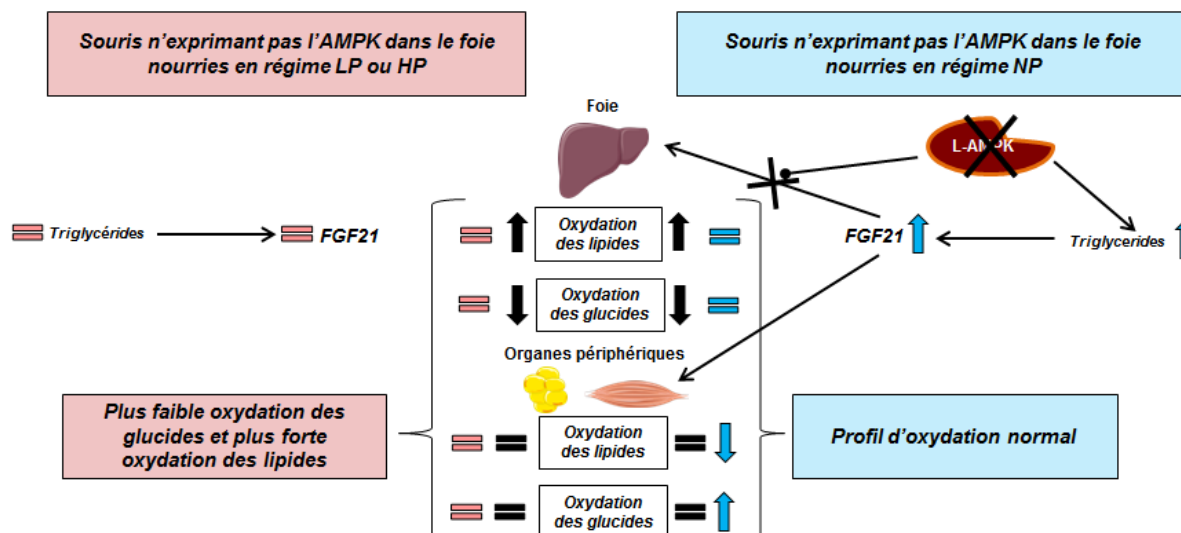 Souris n'exprimant pas l'AMPK dans le foie
nourries en régime LP ou HP
Souris n'exprimant pas l'AMPK dans le foie
nourries en régime NP
Foie
L-AMPK
Triglycérides
FGF21
Oxydation
des lipides
FGF21
Triglycerides
Oxydation
des glucides
Organes périphériques
Plus faible oxydation des
glucides et plus forte
oxydation des lipides
Oxydation
des lipides
Profil d'oxydation normal
Oxydation
des glucides